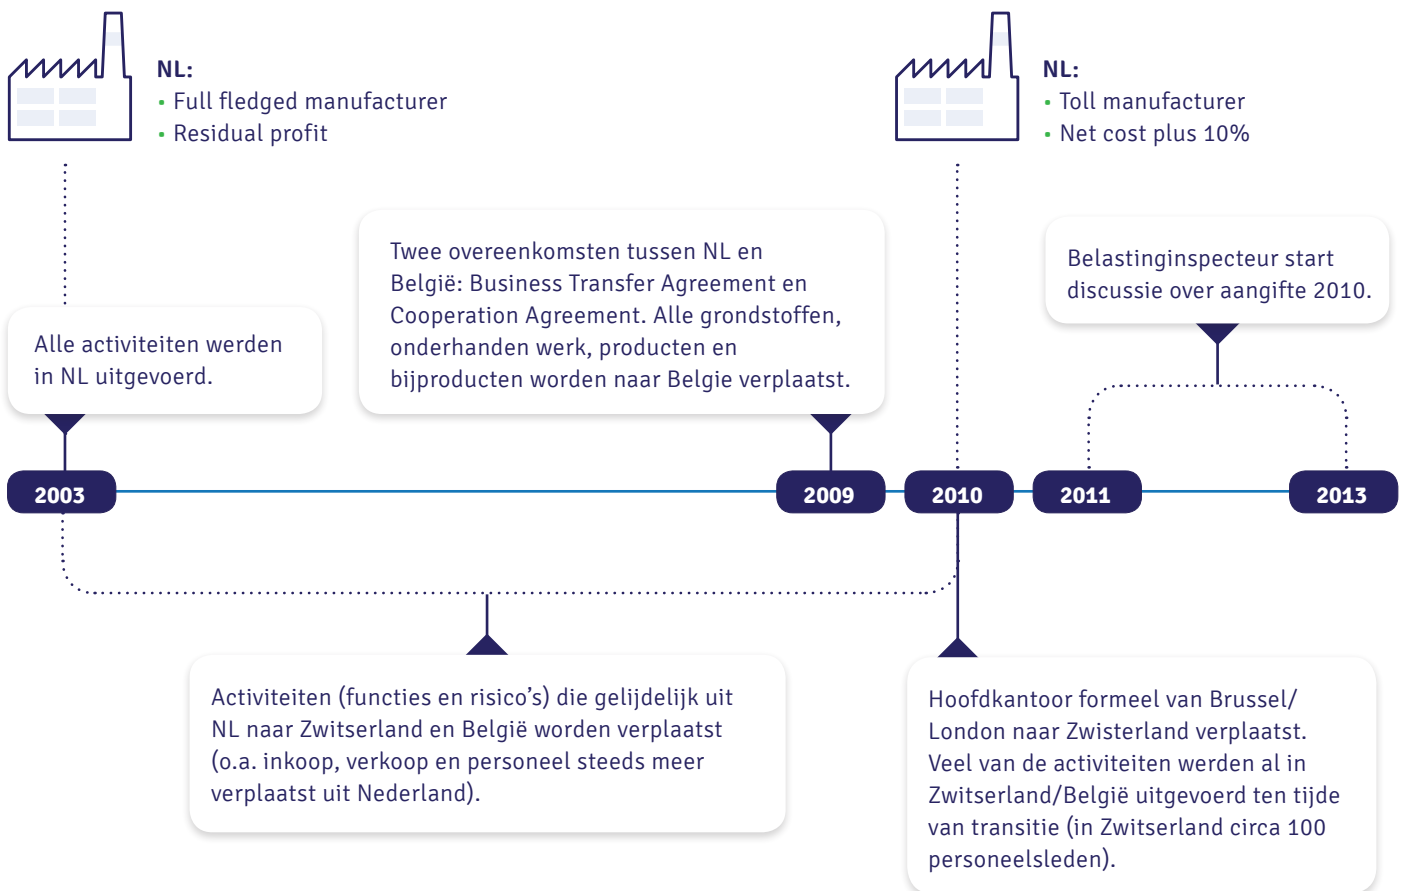 NL:
• Full fledged manufacturer
• Residual profit
NL:
• Toll manufacturer
• Net cost plus 10%
Alle activiteiten werden
in NL uitgevoerd.
Twee overeenkomsten tussen NL en
België: Business Transfer Agreement en
Cooperation Agreement. Alle grondstoffen,
onderhanden werk, producten en
bijproducten worden naar Belgie verplaatst.
Belastinginspecteur start
discussie over aangifte 2010.
2003
2009
2010
2011
2013
Activiteiten (functies en risico’s) die gelijdelijk uit
NL naar Zwitserland en België worden verplaatst
(o.a. inkoop, verkoop en personeel steeds meer
verplaatst uit Nederland).
Hoofdkantoor formeel van Brussel/
London naar Zwisterland verplaatst.
Veel van de activiteiten werden al in
Zwitserland/België uitgevoerd ten tijde
van transitie (in Zwitserland circa 100
personeelsleden).